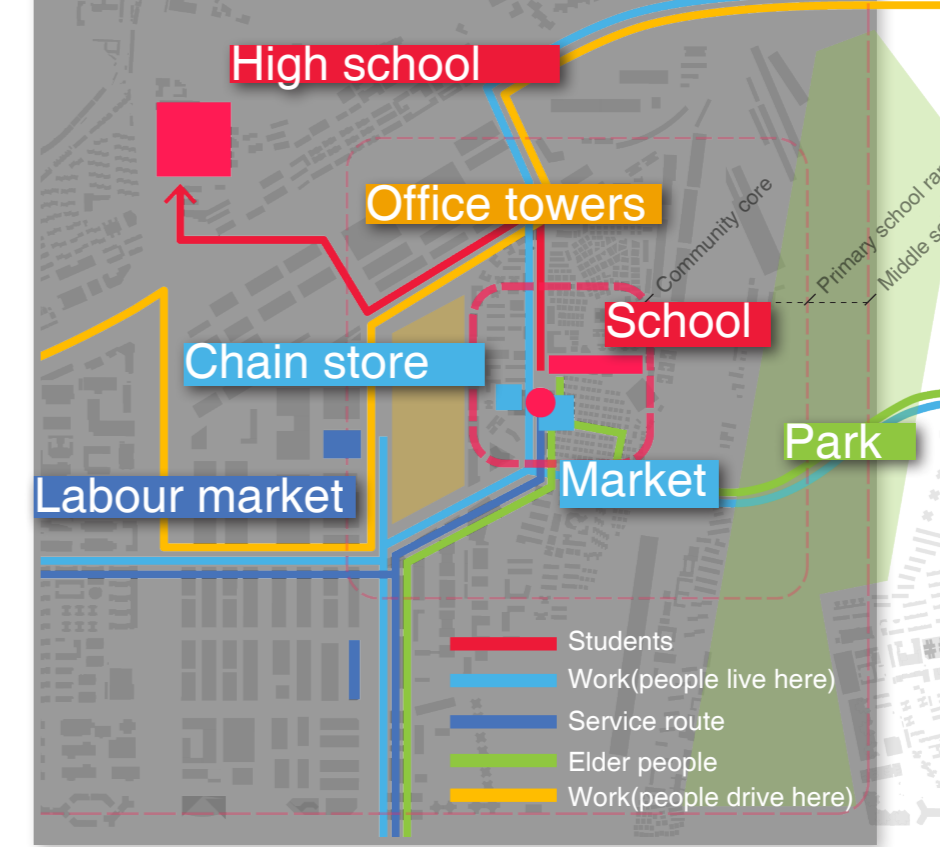 High school
Office towers
Community core
Primary school
Middle
School
Chain store
Park
Labour market
Market
Students
Work(people live here)
Service route
Elder people
Work(people drive here)